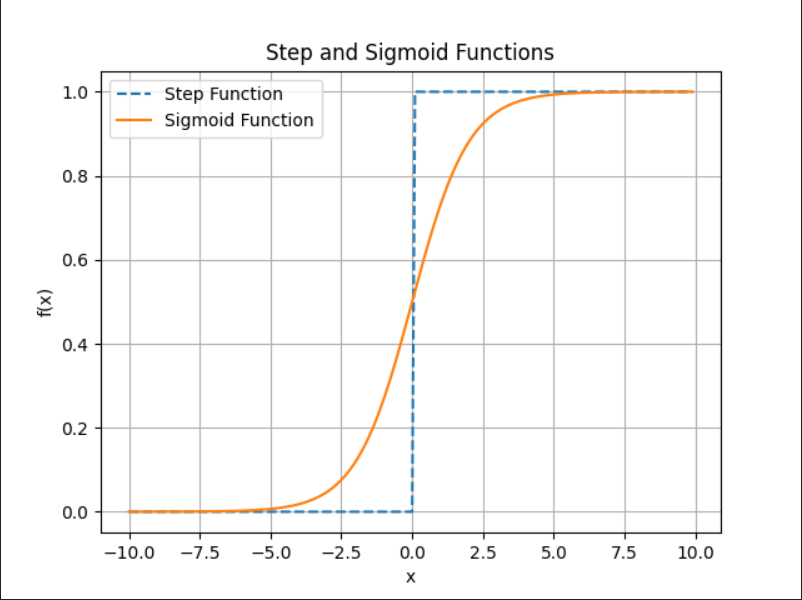 Step and Sigmoid Functions
Step Function
Sigmoid Function
f(x)
1.0
0.8
0.6
0.4
0.2
0.0
−10.0 −7.5 −5.0 −2.5 0.0 2.5 5.0 7.5 10.0
x